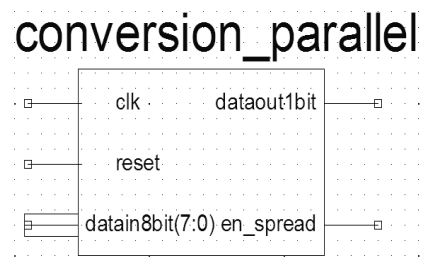 conversion_parallel
clk dataout1bit
reset
datain8bit(7:0) en_spread